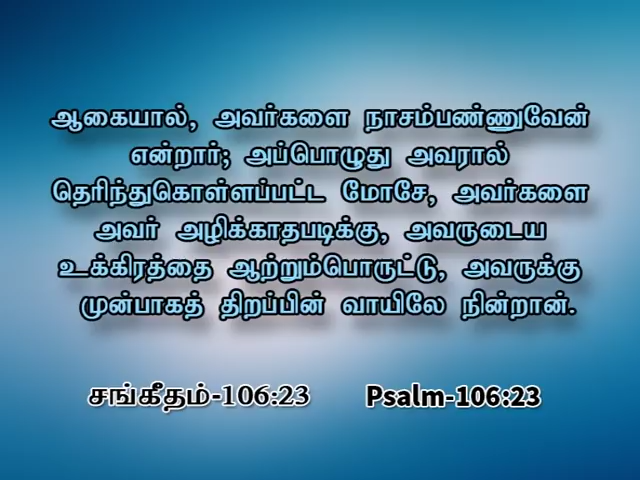 ஆகையால், அவர்களை நாசம்பண்ணுவேன்
என்றார்; அப்பொழுது அவரால்
தெரிந்துகொள்ளப்பட்ட மோசே, அவர்களை
அவர் அழிக்காதபடிக்கு, அவருடைய
உக்கிரத்தை ஆற்றும்பொருட்டு, அவருக்கு
முன்பாகத் திறப்பின் வாயிலே நின்றான்.
சங்கீதம்-106:23 Psalm-106:23